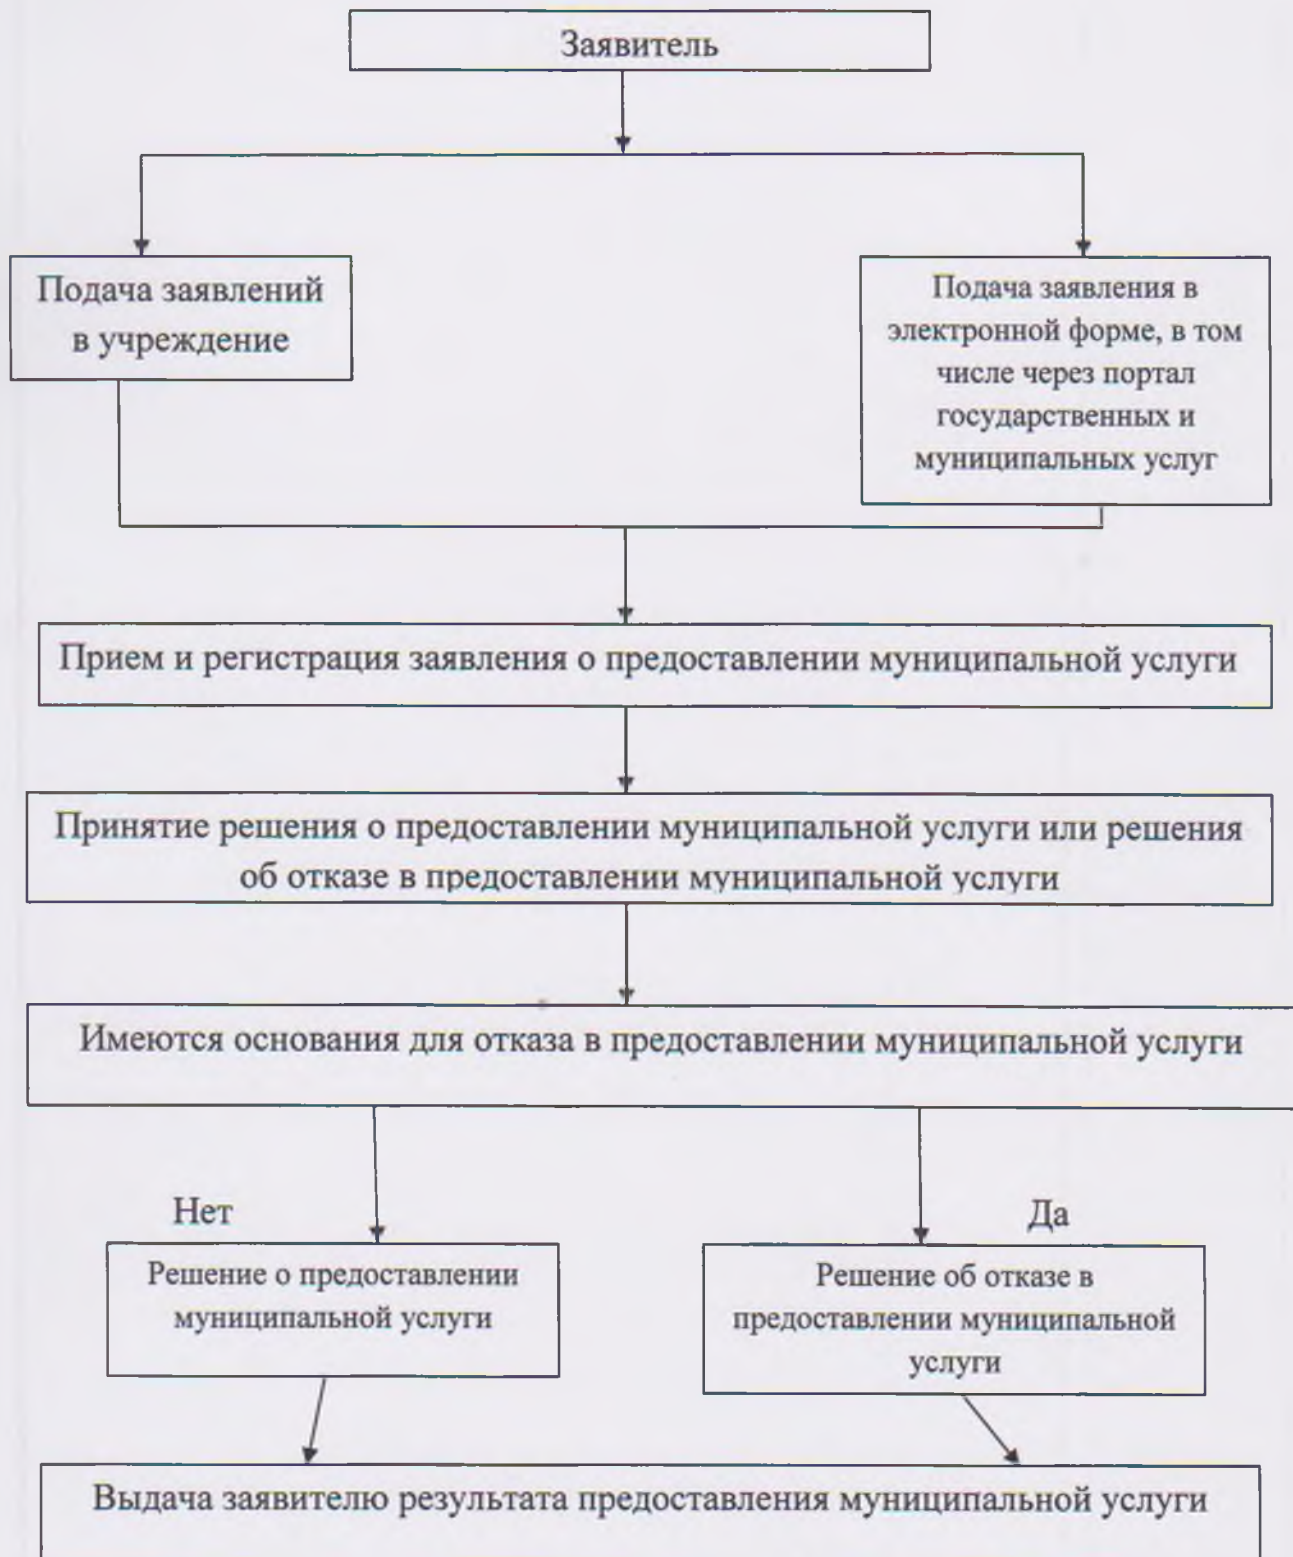 Заявитель
Подача заявлений
в учреждение
Подача заявления в
электронной форме, в том
числе через портал
государственных и
муниципальных услуг
Прием и регистрация заявления о предоставлении муниципальной услуги
Принятие решения о предоставлении муниципальной услуги или решения
об отказе в предоставлении муниципальной услуги
Имеются основания для отказа в предоставлении муниципальной услуги
Нет
Да
Решение о предоставлении
муниципальной услуги
Решение об отказе в
предоставлении муниципальной
услуги
Выдача заявителю результата предоставления муниципальной услуги